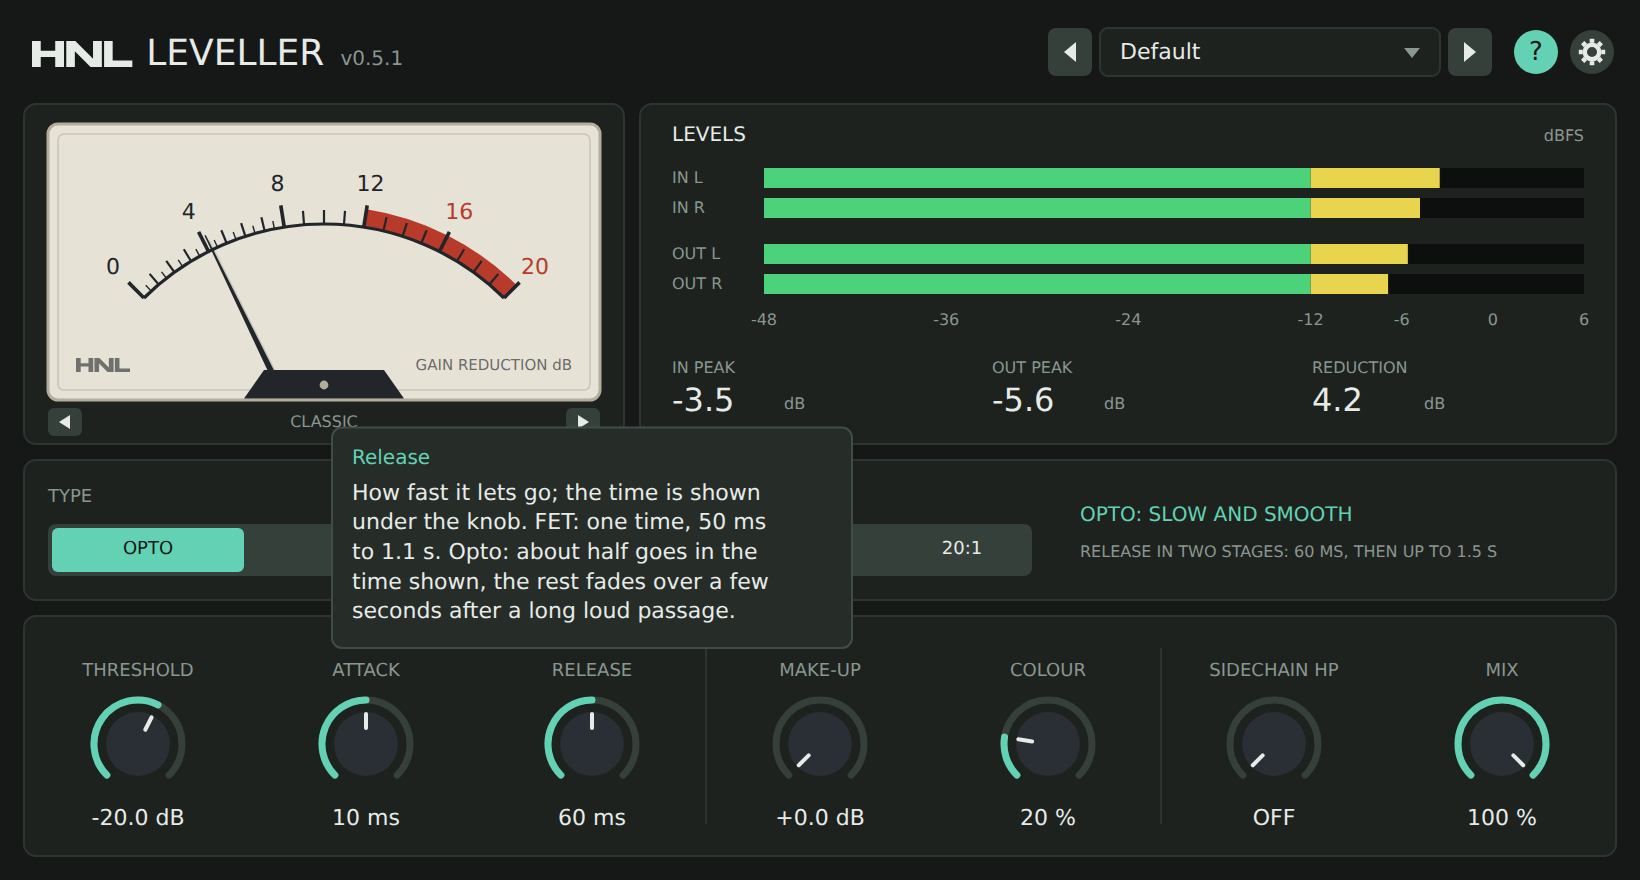 HNL LEVELLER v0.5.1
Default
?
0 4 8 12 16 20
HNL
GAIN REDUCTION dB
CLASSIC
LEVELS
dBFS
IN L
IN R
OUT L
OUT R
-48 -36 -24 -12 -6 0 6
IN PEAK
-3.5 dB
OUT PEAK
-5.6 dB
REDUCTION
4.2 dB
Release
How fast it lets go; the time is shown
under the knob. FET: one time, 50 ms
to 1.1 s. Opto: about half goes in the
time shown, the rest fades over a few
seconds after a long loud passage.
TYPE
OPTO
20:1
OPTO: SLOW AND SMOOTH
RELEASE IN TWO STAGES: 60 MS, THEN UP TO 1.5 S
THRESHOLD ATTACK RELEASE MAKE-UP COLOUR SIDECHAIN HP MIX
-20.0 dB 10 ms 60 ms +0.0 dB 20 % OFF 100 %